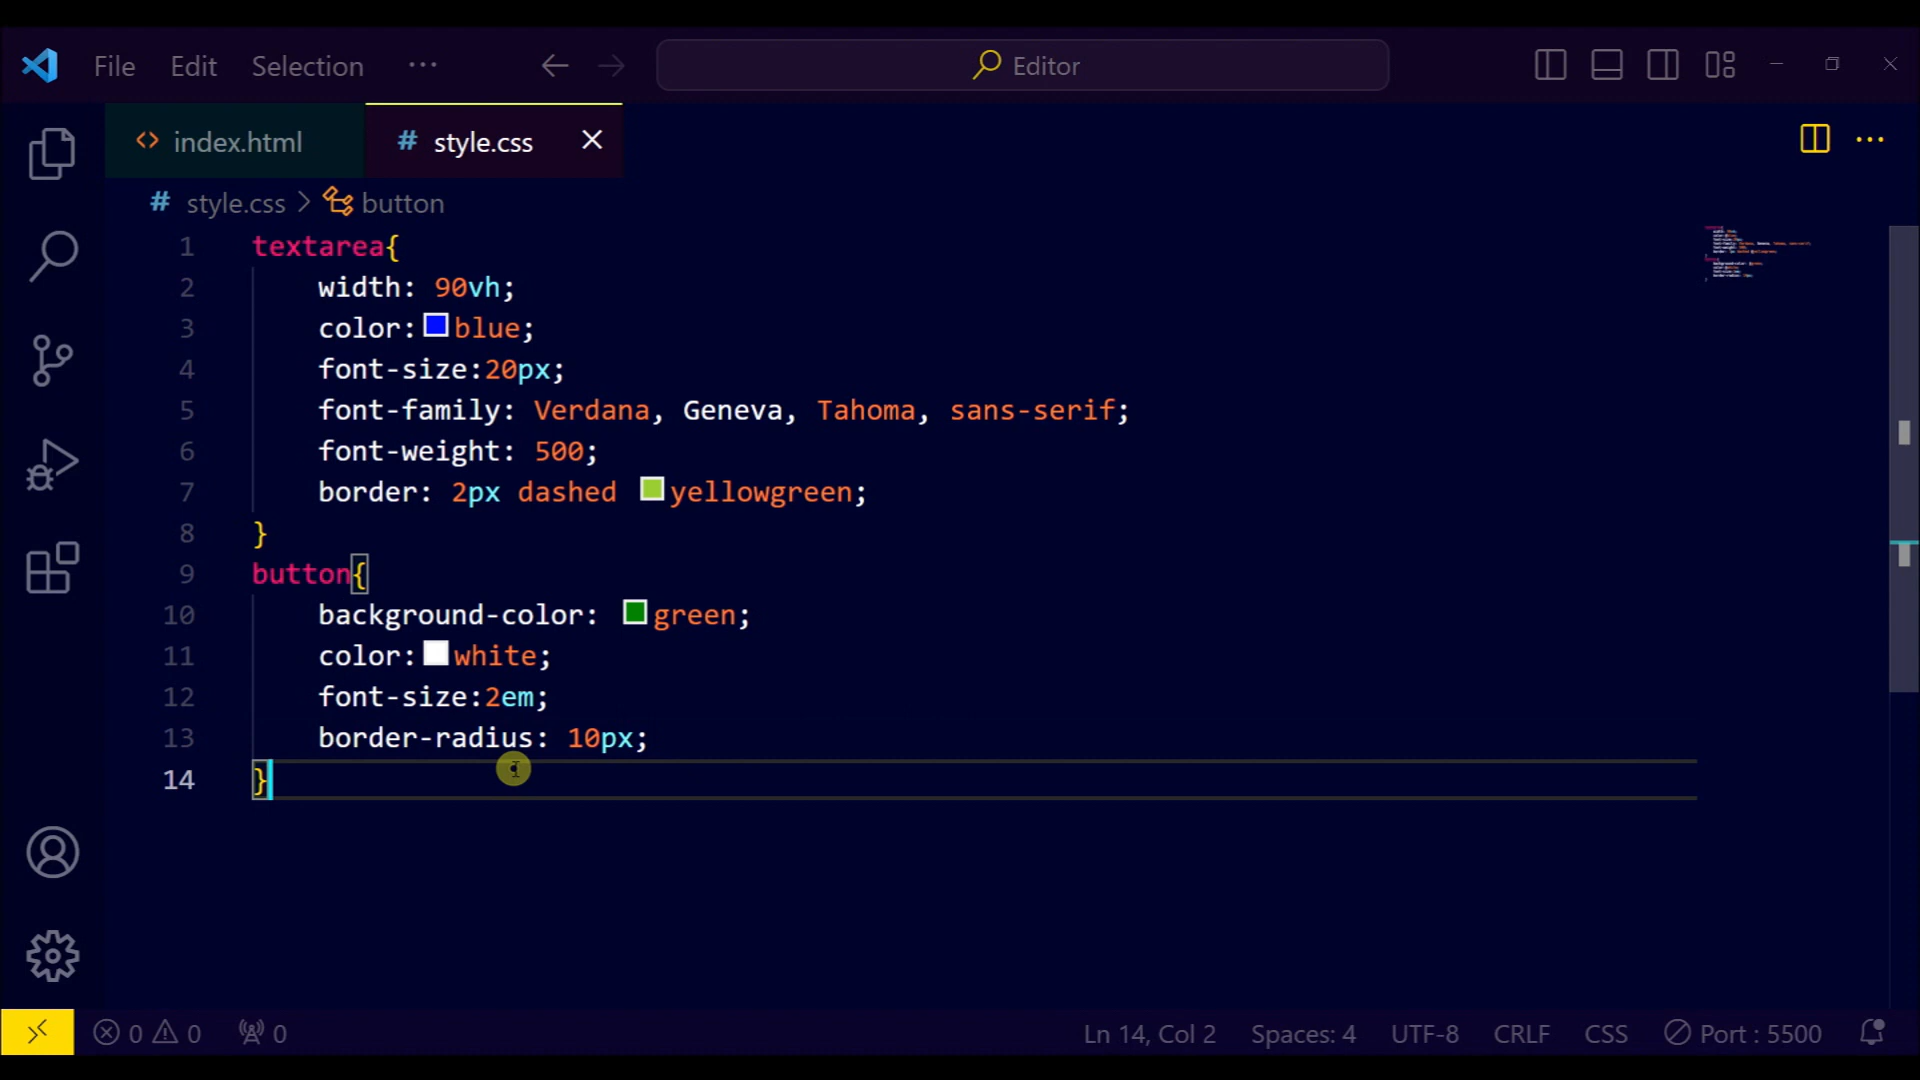 File Edit Selection ··· Editor
index.html # style.css
# style.css > button
1 textarea{
2     width: 90vh;
3     color:blue;
4     font-size:20px;
5     font-family: Verdana, Geneva, Tahoma, sans-serif;
6     font-weight: 500;
7     border: 2px dashed yellowgreen;
8 }
9 button{
10     background-color: green;
11     color:white;
12     font-size:2em;
13     border-radius: 10px;
14 }
0 0 0 Ln 14, Col 2 Spaces: 4 UTF-8 CRLF CSS Port : 5500